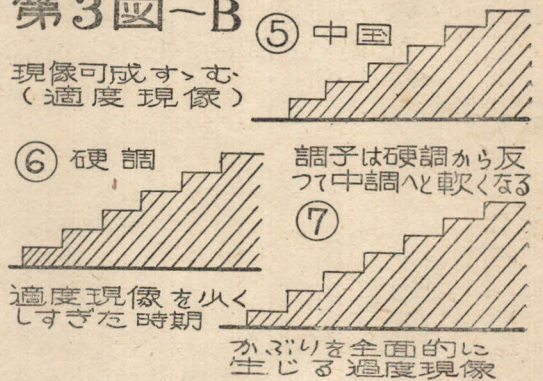 第3図～B
⑤ 中国
現像可成すゝむ
(適度現像)
⑥ 硬調
適度現像を少く
しすぎた時期
調子は硬調から反
つて中調へと軟くなる
⑦
かぶりを全面的に
生じる過度現像